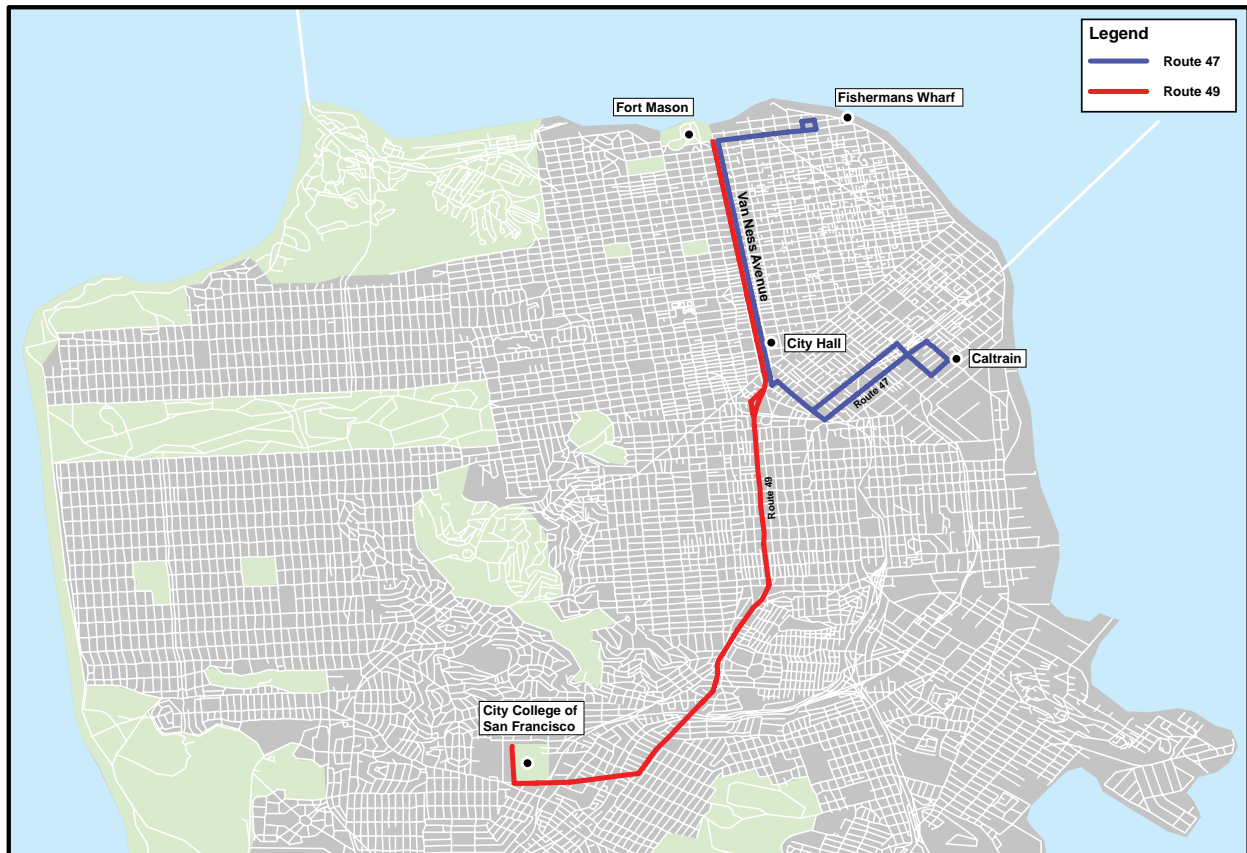 Legend
Route 47
Route 49
Fort Mason
Fishermans Wharf
Van Ness Avenue
City Hall
Caltrain
Route 47
Route 49
City College of
San Francisco